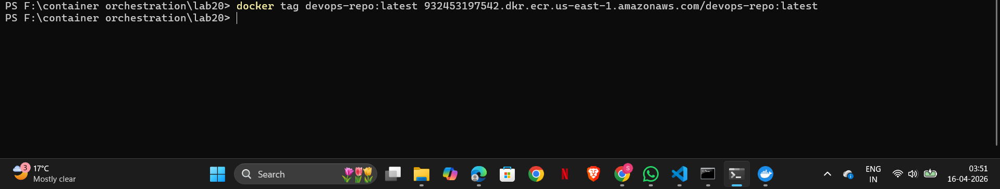 PS F:\container orchestration\lab20> docker tag devops-repo:latest 932453197542.dkr.ecr.us-east-1.amazonaws.com/devops-repo:latest
PS F:\container orchestration\lab20>
3
17°C
Mostly clear
Search
S
ENG
IN
03:51
16-04-2026